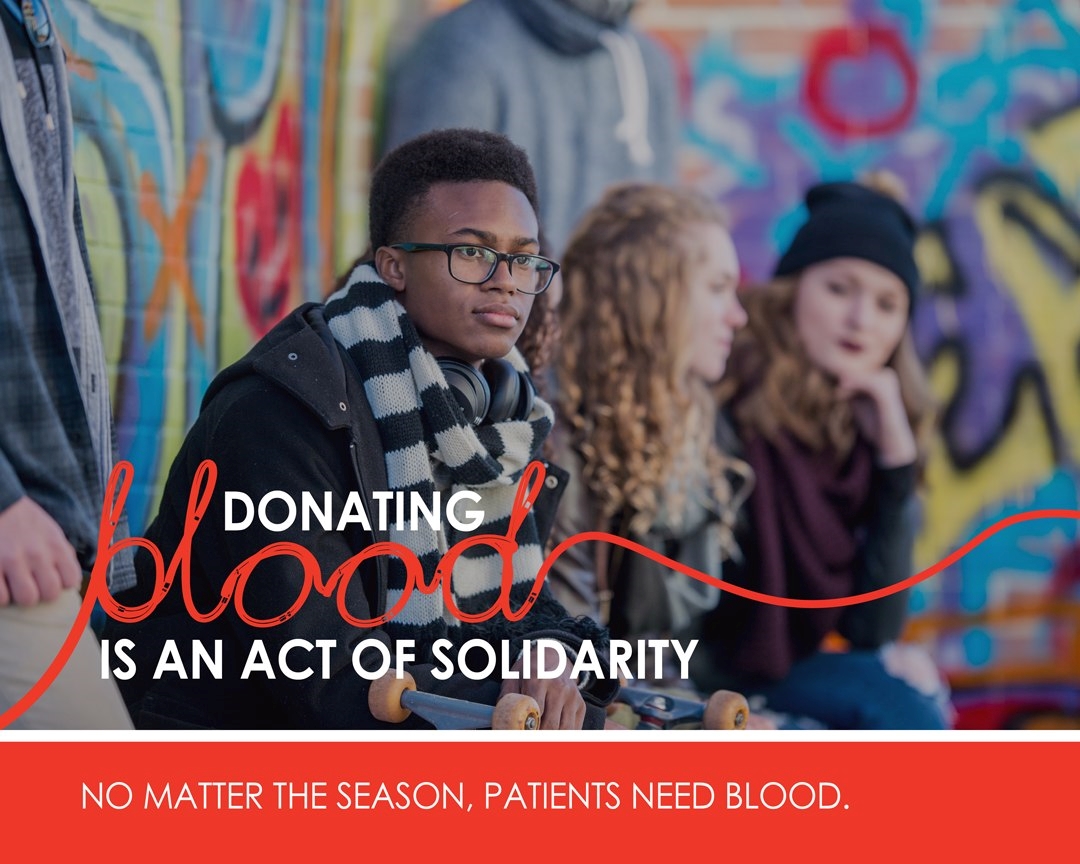 DONATING
blood
IS AN ACT OF SOLIDARITY
NO MATTER THE SEASON, PATIENTS NEED BLOOD.